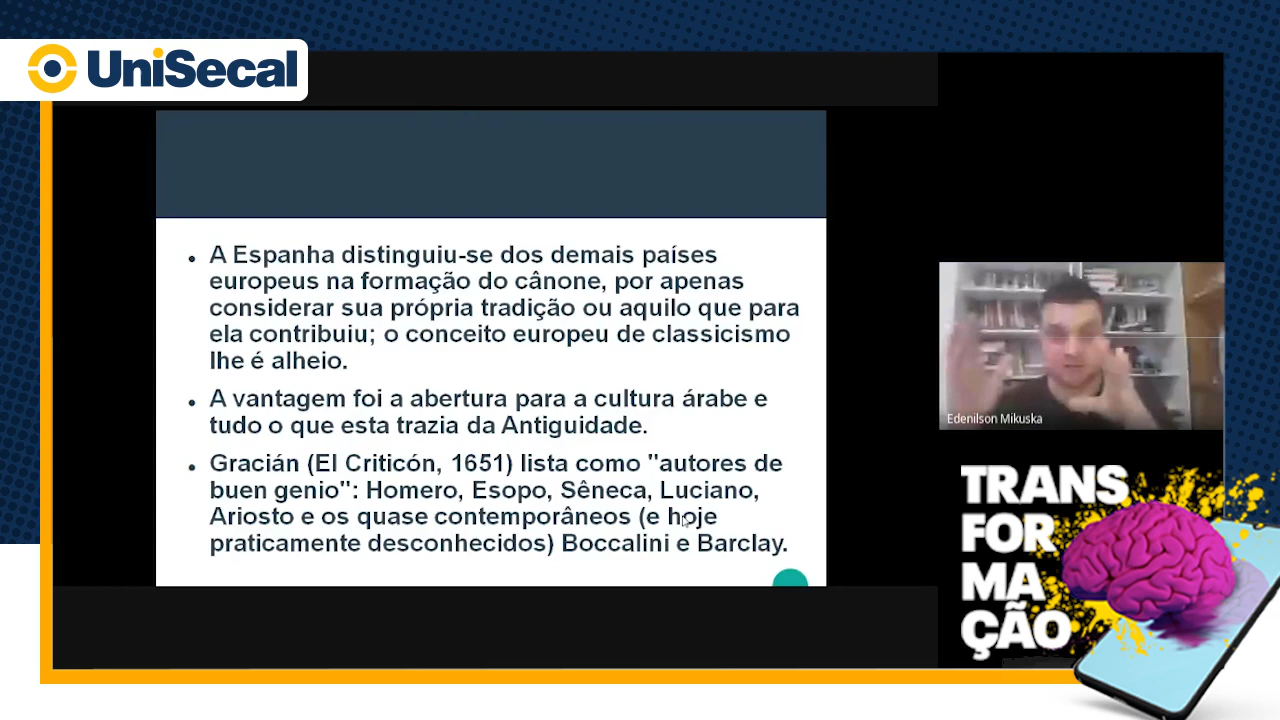 UniSecal
A Espanha distinguiu-se dos demais países
europeus na formação do cânone, por apenas
considerar sua própria tradição ou aquilo que para
ela contribuiu; o conceito europeu de classicismo
lhe é alheio.
A vantagem foi a abertura para a cultura árabe e
tudo o que esta trazia da Antiguidade.
Gracián (El Criticón, 1651) lista como "autores de
buen genio": Homero, Esopo, Sêneca, Luciano,
Ariosto e os quase contemporâneos (e hoje
praticamente desconhecidos) Boccalini e Barclay.
Edenilson Mikuska
TRANS
FOR
MA
ÇÃO